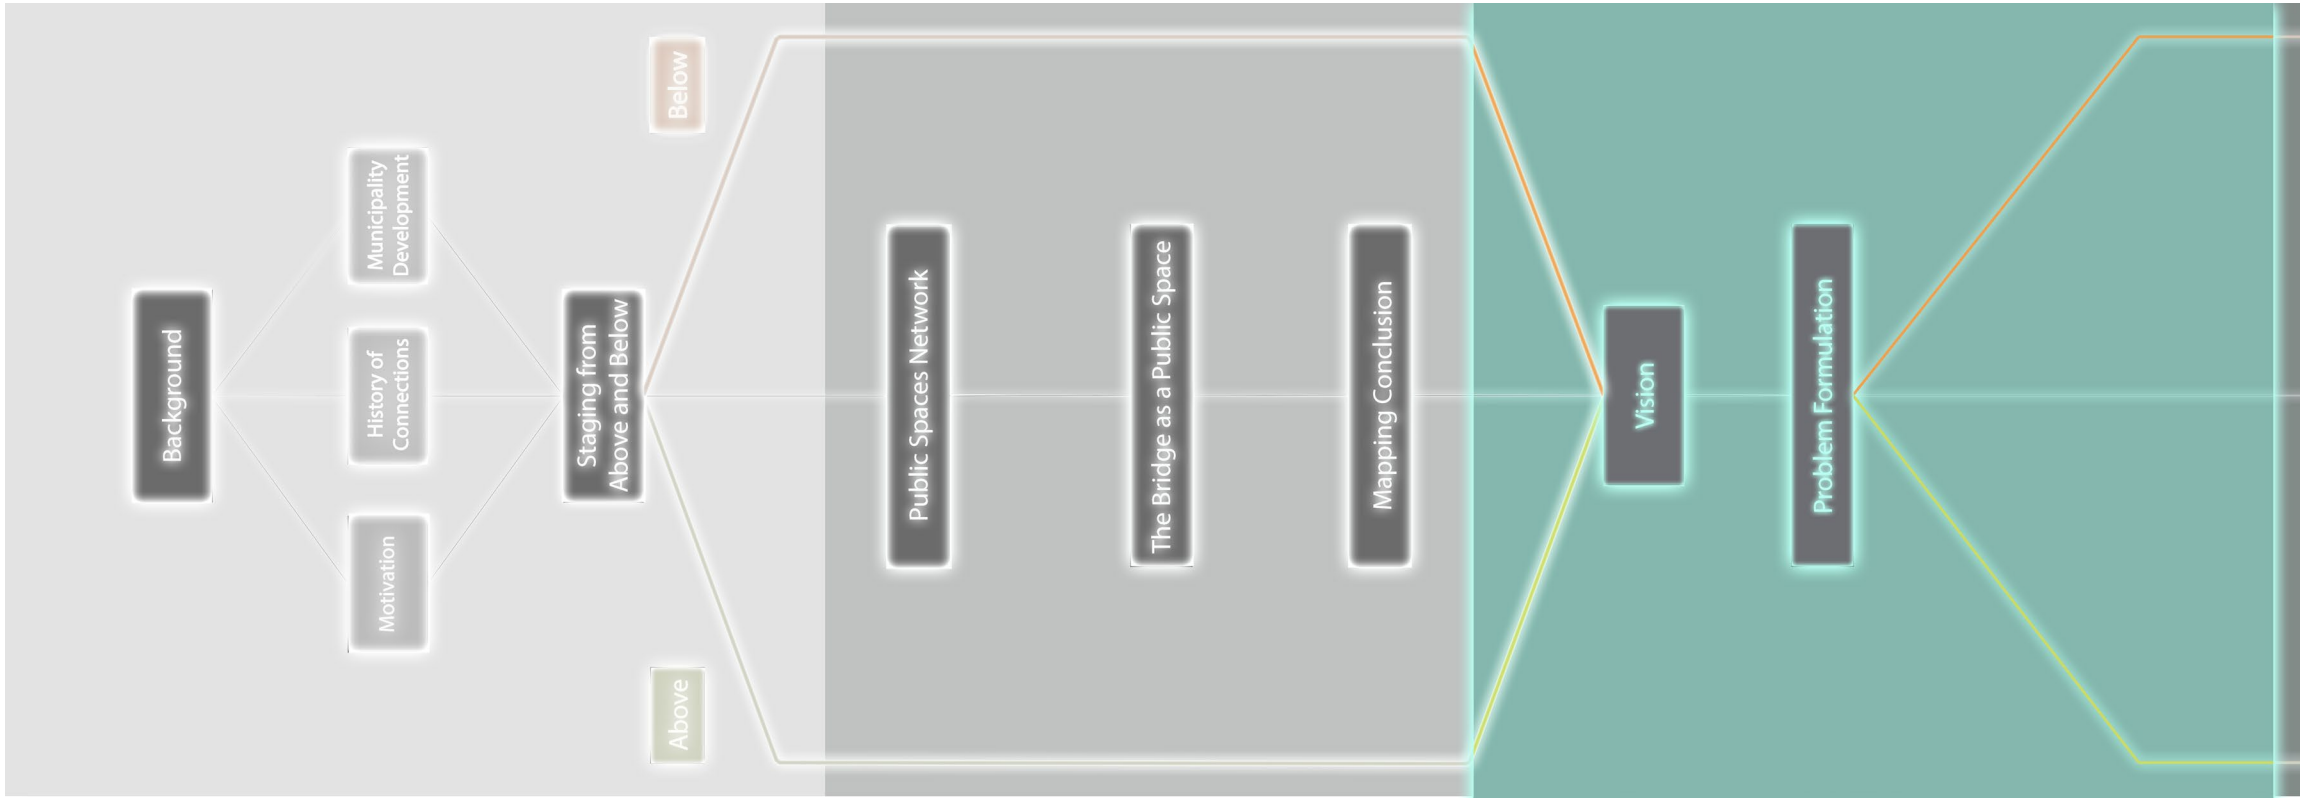 Background
Motivation
History of
Connections
Municipality
Development
Staging from
Above and Below
Above
Below
Public Spaces Network
The Bridge as a Public Space
Mapping Conclusion
Vision
Problem Formulation